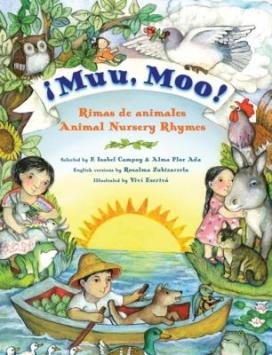 ¡Muu, Moo!
Rimas de animales
Animal Nursery Rhymes
Selected by F. Isabel Campoy & Alma Flor Ada
English versions by Rosalma Zubizarreta
Illustrated by Viví Escrivá